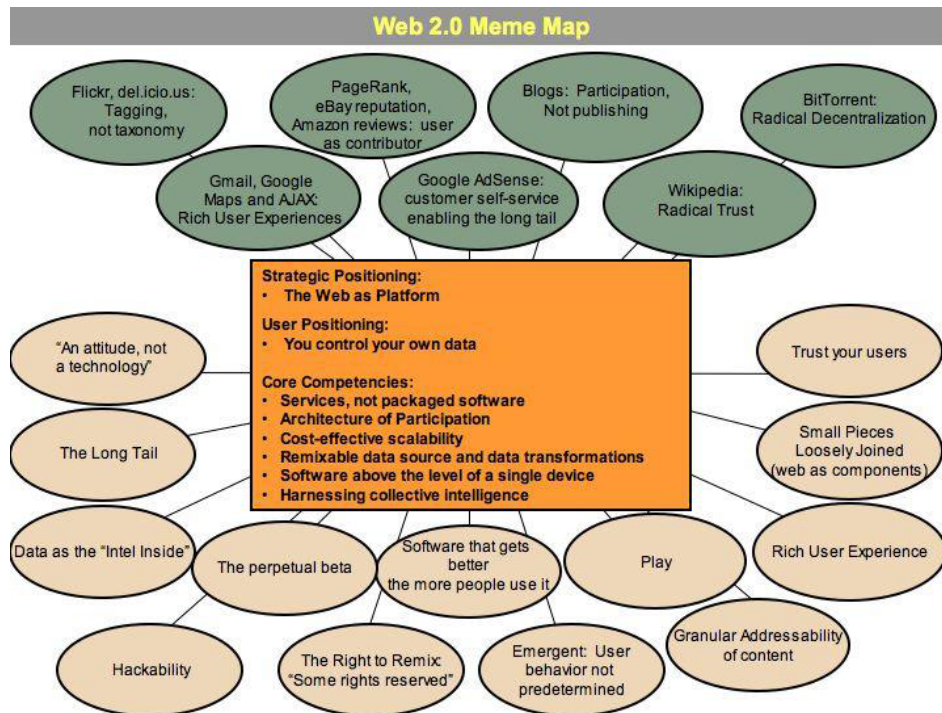 Web 2.0 Meme Map
Flickr, del.icio.us:
Tagging,
not taxonomy
PageRank,
eBay reputation,
Amazon reviews: user
as contributor
Blogs: Participation,
Not publishing
BitTorrent:
Radical Decentralization
Gmail, Google
Maps and AJAX:
Rich User Experiences
Google AdSense:
customer self-service
enabling the long tail
Wikipedia:
Radical Trust
Strategic Positioning:
• The Web as Platform
User Positioning:
• You control your own data
Core Competencies:
• Services, not packaged software
• Architecture of Participation
• Cost-effective scalability
• Remixable data source and data transformations
• Software above the level of a single device
• Harnessing collective intelligence
“An attitude, not
a technology”
Trust your users
The Long Tail
Small Pieces
Loosely Joined
(web as components)
Data as the “Intel Inside”
The perpetual beta
Software that gets
better
the more people use it
Play
Rich User Experience
Hackability
The Right to Remix:
“Some rights reserved”
Emergent: User
behavior not
predetermined
Granular Addressability
of content